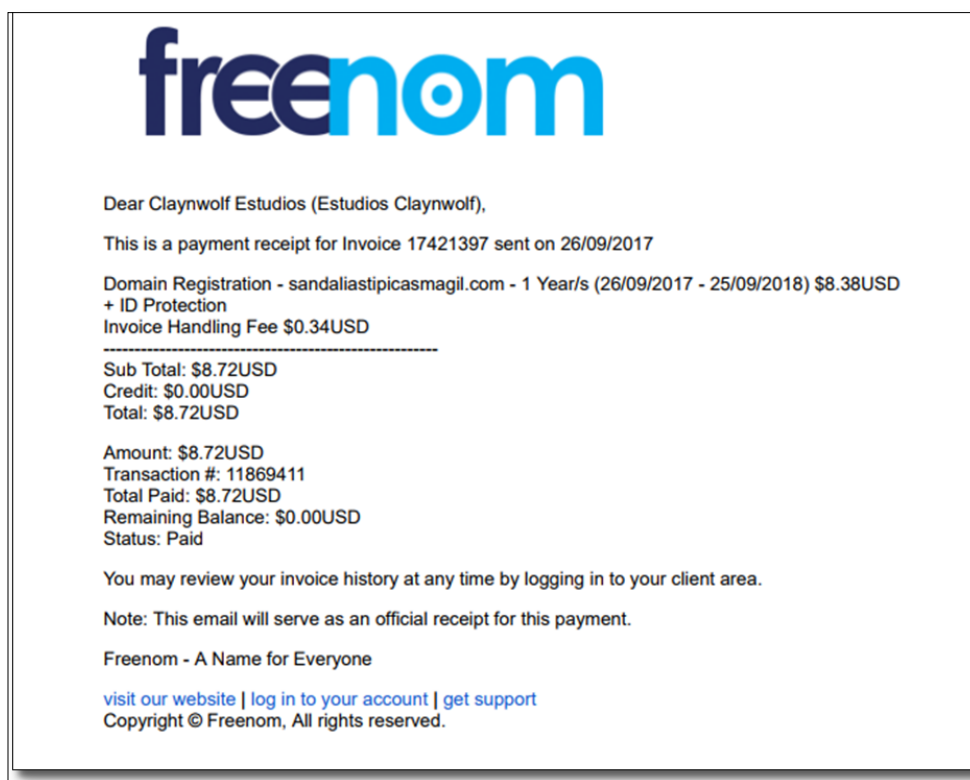 freenom
Dear Claynwolf Estudios (Estudios Claynwolf),
This is a payment receipt for Invoice 17421397 sent on 26/09/2017
Domain Registration - sandaliastipicasmagil.com - 1 Year/s (26/09/2017 - 25/09/2018) $8.38USD
+ ID Protection
Invoice Handling Fee $0.34USD
------------------------------------------------------
Sub Total: $8.72USD
Credit: $0.00USD
Total: $8.72USD
Amount: $8.72USD
Transaction #: 11869411
Total Paid: $8.72USD
Remaining Balance: $0.00USD
Status: Paid
You may review your invoice history at any time by logging in to your client area.
Note: This email will serve as an official receipt for this payment.
Freenom - A Name for Everyone
visit our website | log in to your account | get support
Copyright © Freenom, All rights reserved.